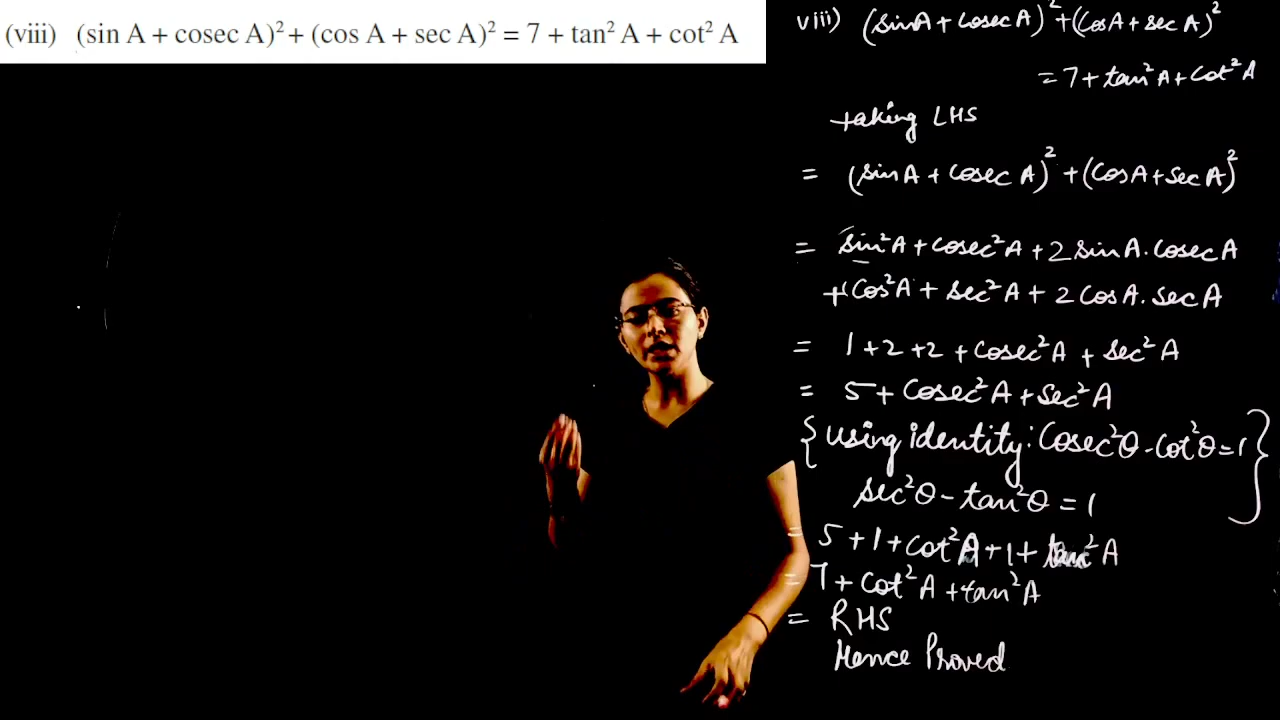 (viii) (sin A + cosec A)² + (cos A + sec A)² = 7 + tan² A + cot² A
viii) (sinA + cosec A)² + (cosA + sec A)²
= 7 + tan²A + cot²A
taking LHS
= (sinA + cosec A)² + (cosA + sec A)²
= sin²A + cosec²A + 2 sinA . cosecA
+ cos²A + sec²A + 2 cosA . secA
= 1 + 2 + 2 + cosec²A + sec²A
= 5 + cosec²A + sec²A
{ using identity : cosec²θ - cot²θ = 1
sec²θ - tan²θ = 1 }
= 5 + 1 + cot²A + 1 + tan²A
= 7 + cot²A + tan²A
= RHS
Hence Proved